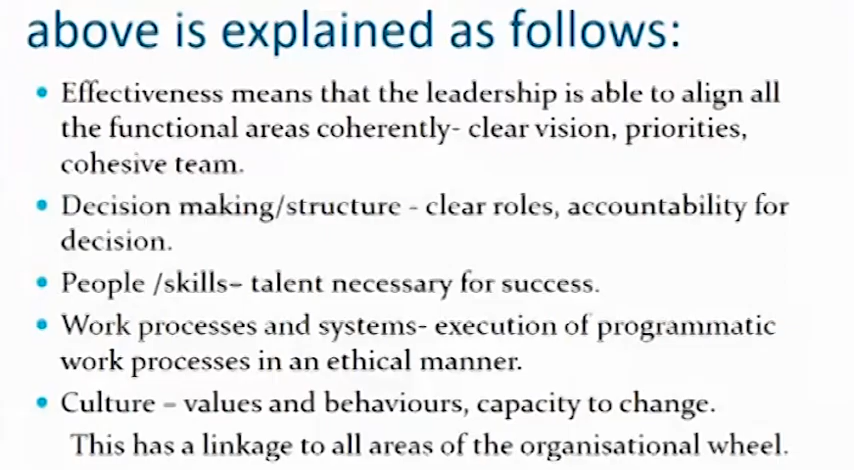 above is explained as follows:
• Effectiveness means that the leadership is able to align all
the functional areas coherently- clear vision, priorities,
cohesive team.
• Decision making/structure - clear roles, accountability for
decision.
• People /skills– talent necessary for success.
• Work processes and systems- execution of programmatic
work processes in an ethical manner.
• Culture – values and behaviours, capacity to change.
This has a linkage to all areas of the organisational wheel.